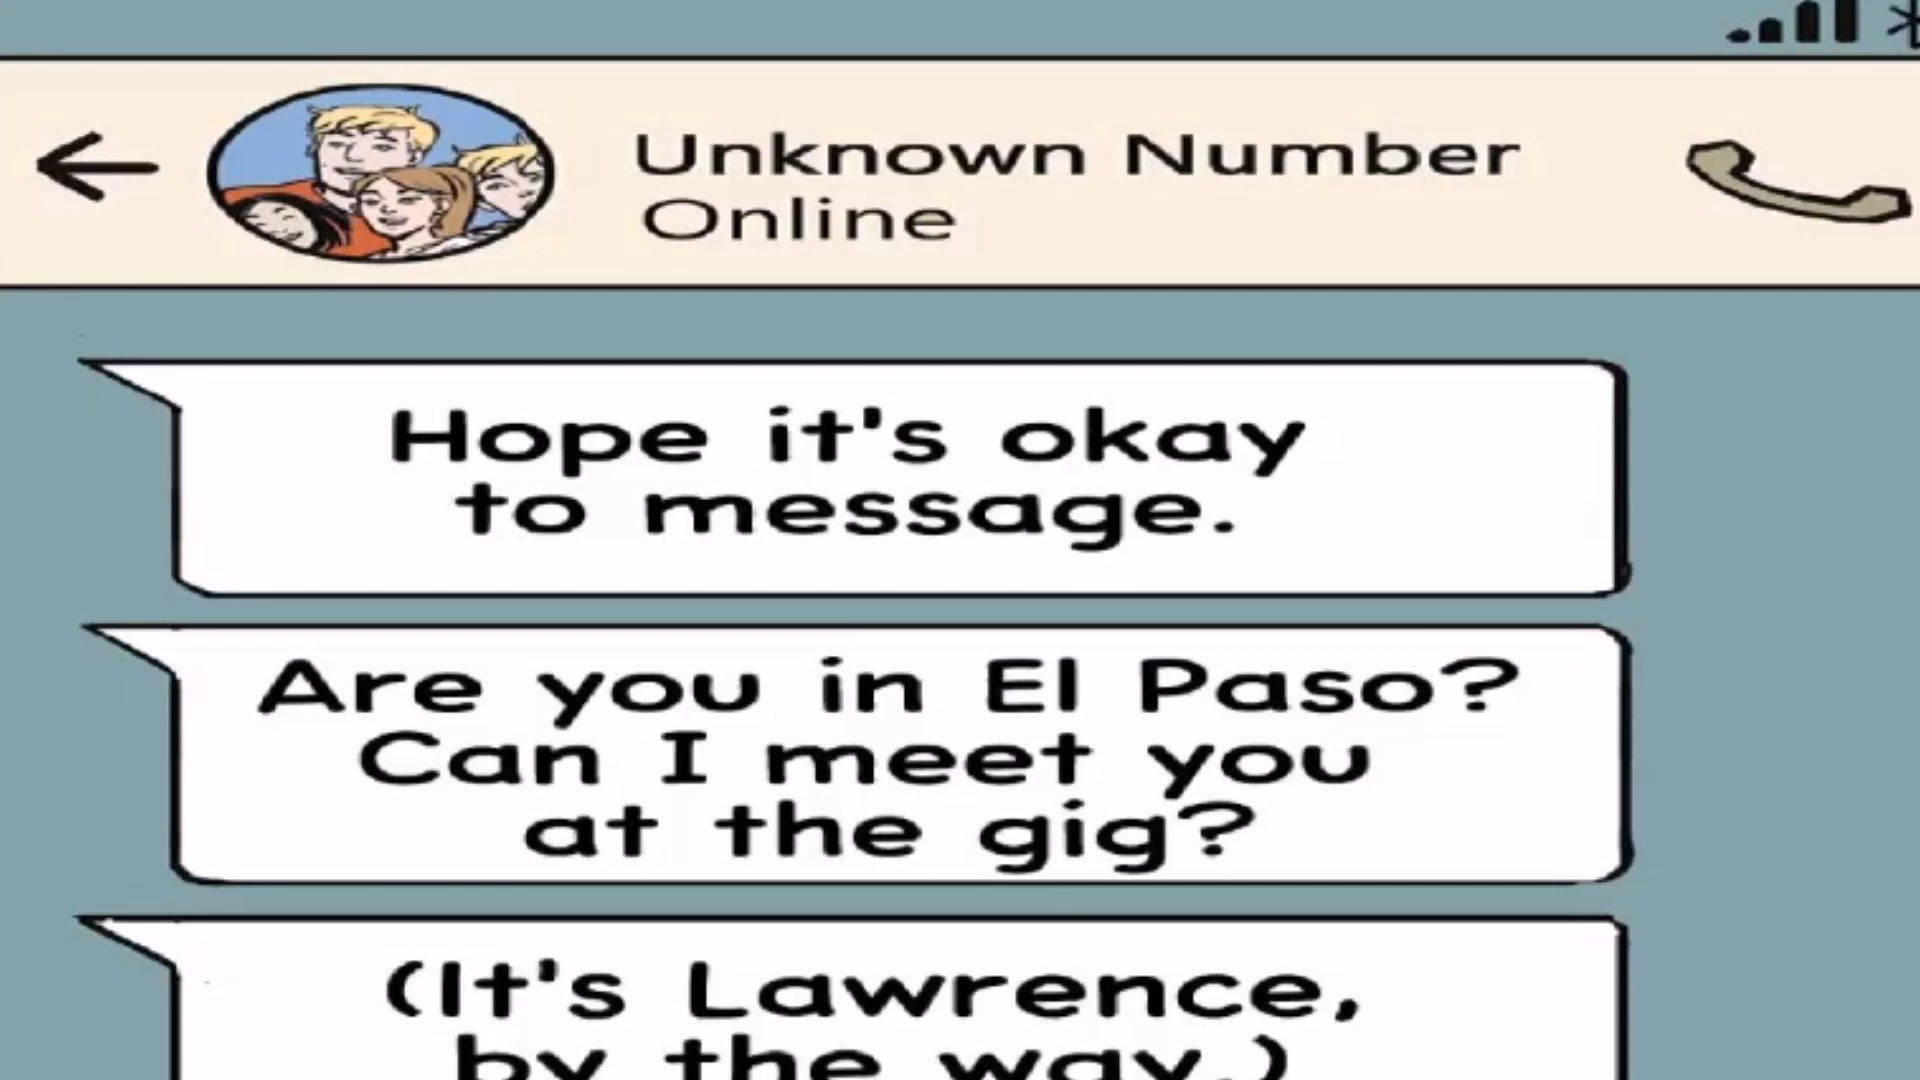 Unknown Number
Online
Hope it's okay
to message.
Are you in El Paso?
Can I meet you
at the gig?
(It's Lawrence,
by the way.)